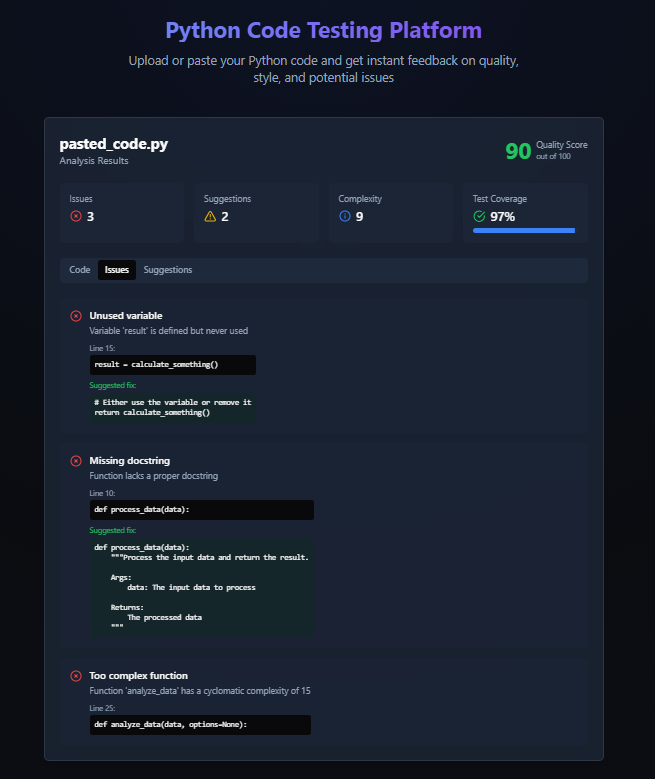 Python Code Testing Platform
Upload or paste your Python code and get instant feedback on quality,
style, and potential issues
pasted_code.py
Analysis Results
90
Quality Score
out of 100
Issues
3
Suggestions
2
Complexity
9
Test Coverage
97%
Code Issues Suggestions
Unused variable
Variable 'result' is defined but never used
Line 15:
result = calculate_something()
Suggested fix:
# Either use the variable or remove it
return calculate_something()
Missing docstring
Function lacks a proper docstring
Line 10:
def process_data(data):
Suggested fix:
def process_data(data):
    """Process the input data and return the result.
    Args:
        data: The input data to process
    Returns:
        The processed data
    """
Too complex function
Function 'analyze_data' has a cyclomatic complexity of 15
Line 25:
def analyze_data(data, options=None):